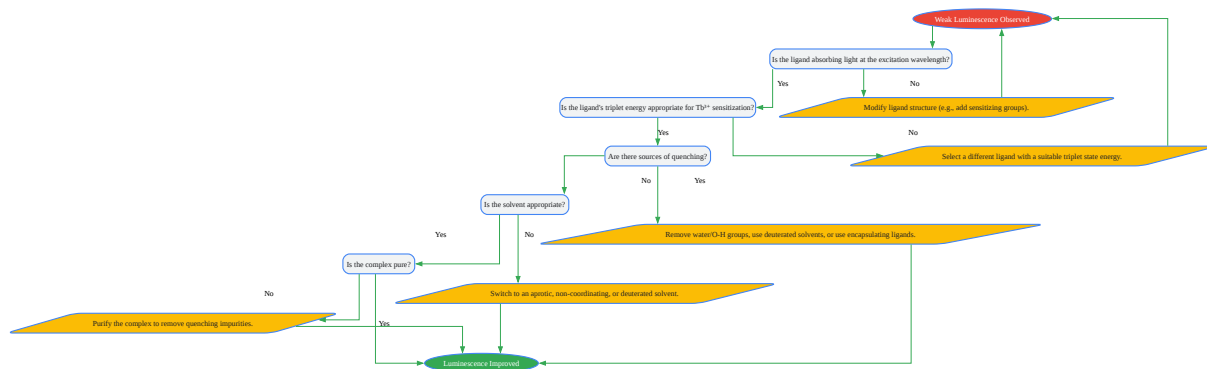 Weak Luminescence Observed
Is the ligand absorbing light at the excitation wavelength?
Yes
No
Is the ligand's triplet energy appropriate for Tb³⁺ sensitization?
Modify ligand structure (e.g., add sensitizing groups).
Yes
No
Are there sources of quenching?
Select a different ligand with a suitable triplet state energy.
No
Yes
Is the solvent appropriate?
Yes
No
Remove water/O-H groups, use deuterated solvents, or use encapsulating ligands.
Is the complex pure?
No
Switch to an aprotic, non-coordinating, or deuterated solvent.
Purify the complex to remove quenching impurities.
Yes
Luminescence Improved